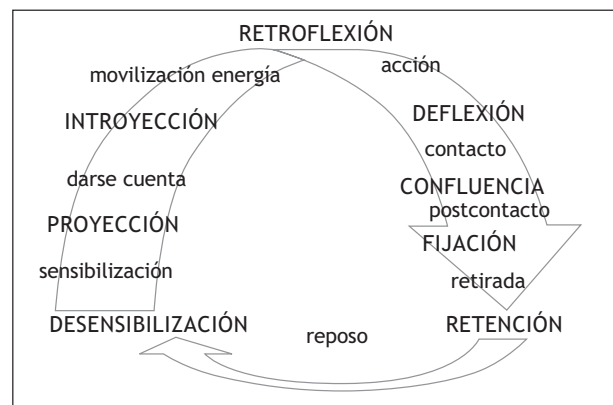 RETROFLEXIÓN
movilización energía
acción
INTROYECCIÓN
DEFLEXIÓN
contacto
darse cuenta
CONFLUENCIA
postcontacto
PROYECCIÓN
FIJACIÓN
sensibilización
retirada
DESENSIBILIZACIÓN
RETENCIÓN
reposo